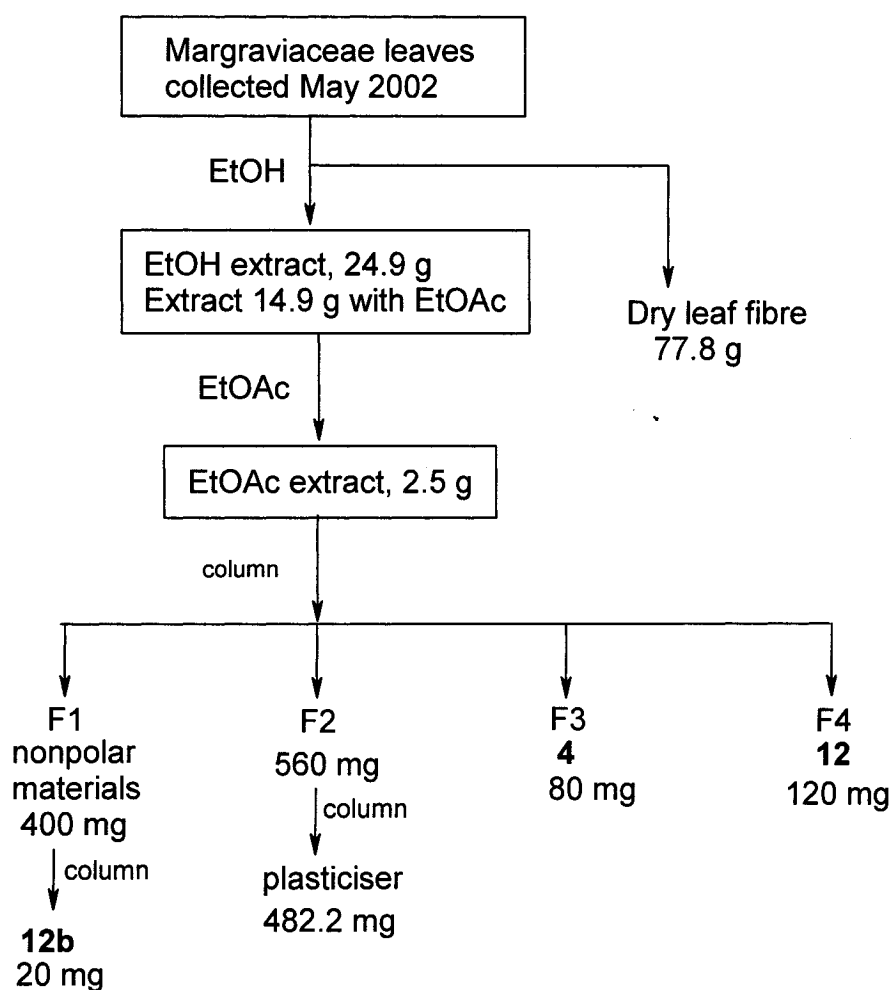 Margraviaceae leaves
collected May 2002
EtOH
EtOH extract, 24.9 g
Extract 14.9 g with EtOAc
Dry leaf fibre
77.8 g
EtOAc
EtOAc extract, 2.5 g
column
F1
nonpolar
materials
400 mg
column
12b
20 mg
F2
560 mg
column
plasticiser
482.2 mg
F3
4
80 mg
F4
12
120 mg